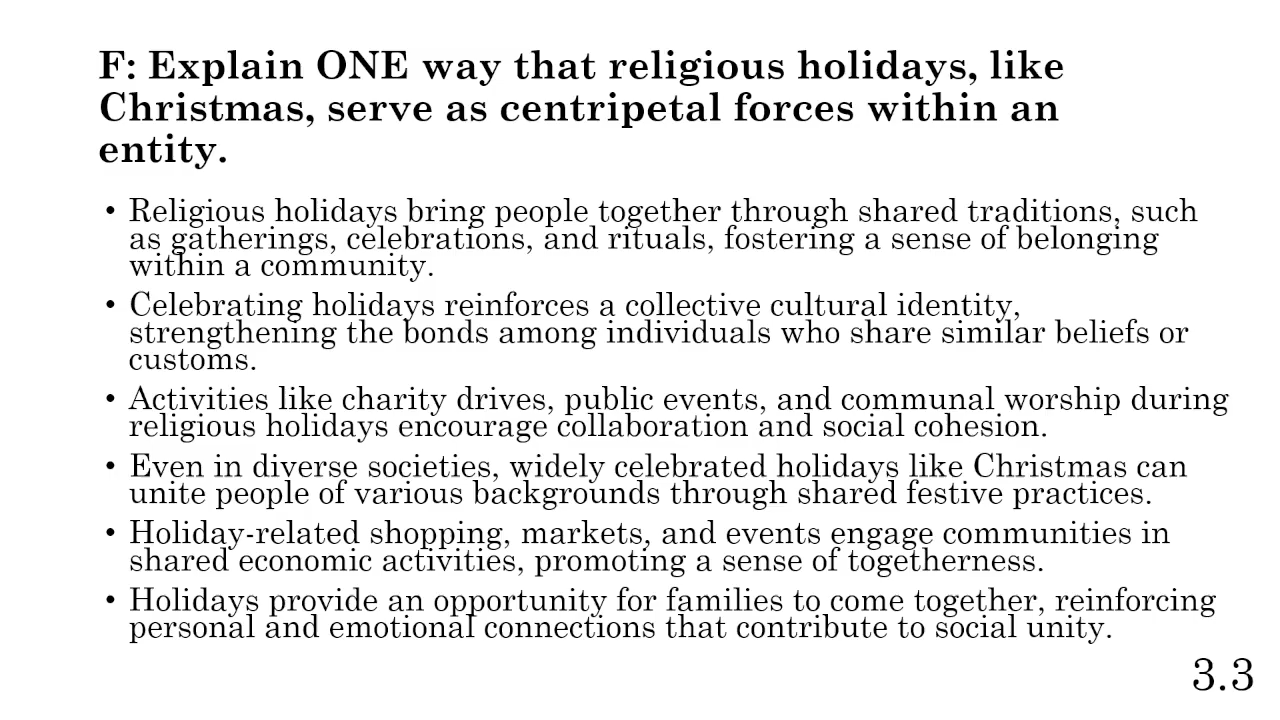 F: Explain ONE way that religious holidays, like
Christmas, serve as centripetal forces within an
entity.
• Religious holidays bring people together through shared traditions, such
as gatherings, celebrations, and rituals, fostering a sense of belonging
within a community.
• Celebrating holidays reinforces a collective cultural identity,
strengthening the bonds among individuals who share similar beliefs or
customs.
• Activities like charity drives, public events, and communal worship during
religious holidays encourage collaboration and social cohesion.
• Even in diverse societies, widely celebrated holidays like Christmas can
unite people of various backgrounds through shared festive practices.
• Holiday-related shopping, markets, and events engage communities in
shared economic activities, promoting a sense of togetherness.
• Holidays provide an opportunity for families to come together, reinforcing
personal and emotional connections that contribute to social unity.
3.3